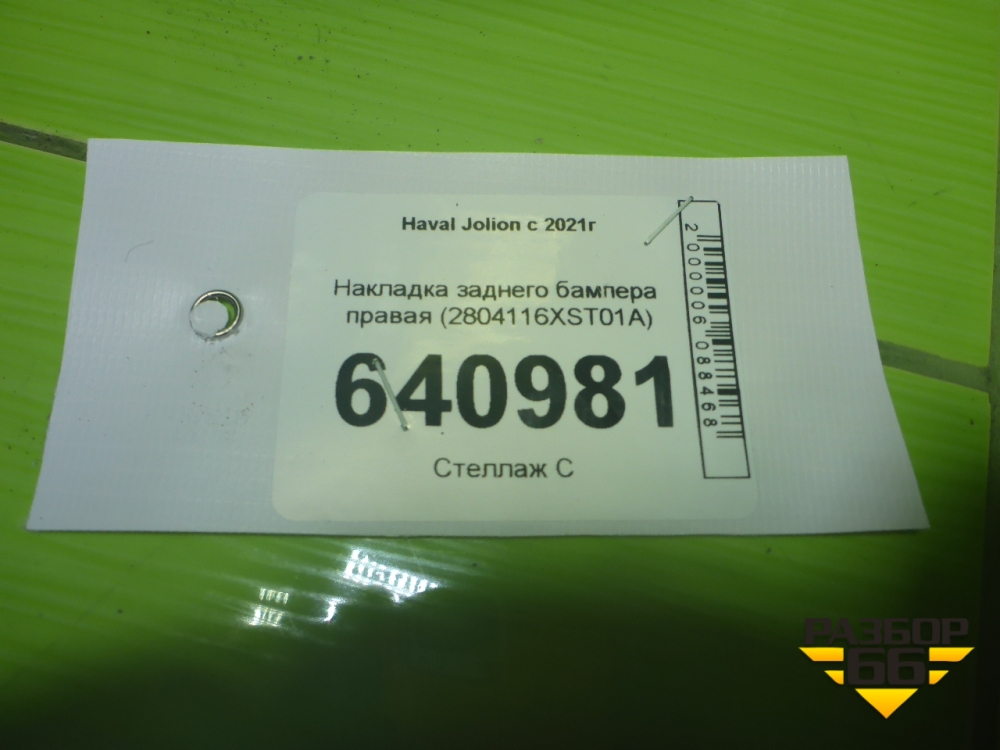 Haval Jolion с 2021г
Накладка заднего бампера
правая (2804116XST01A)
640981
Стеллаж С
2000006088468
РАЗБОР
66